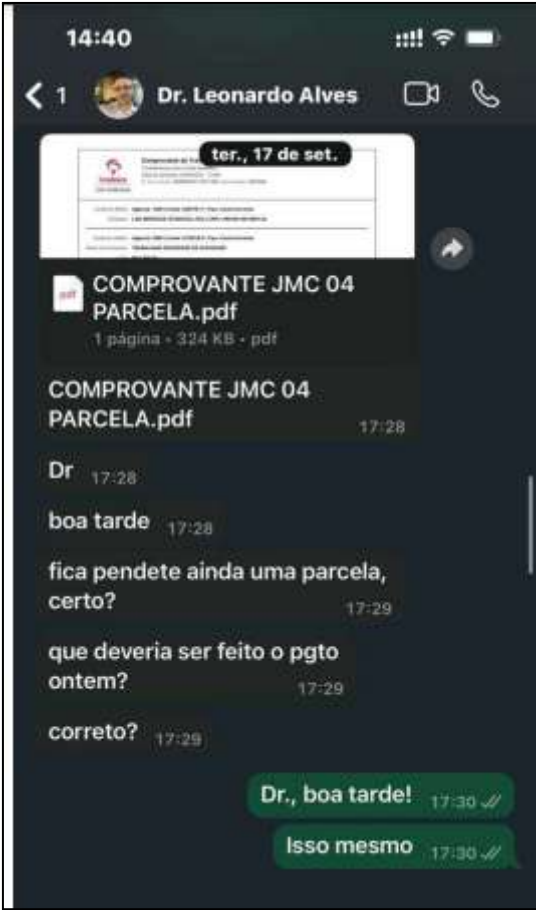 14:40
1 Dr. Leonardo Alves
ter., 17 de set.
pdf
COMPROVANTE JMC 04
PARCELA.pdf
1 página • 324 KB • pdf
COMPROVANTE JMC 04
PARCELA.pdf
17:28
Dr 17:28
boa tarde 17:28
fica pendete ainda uma parcela,
certo? 17:29
que deveria ser feito o pgto
ontem? 17:29
correto? 17:29
Dr., boa tarde! 17:30
Isso mesmo 17:30